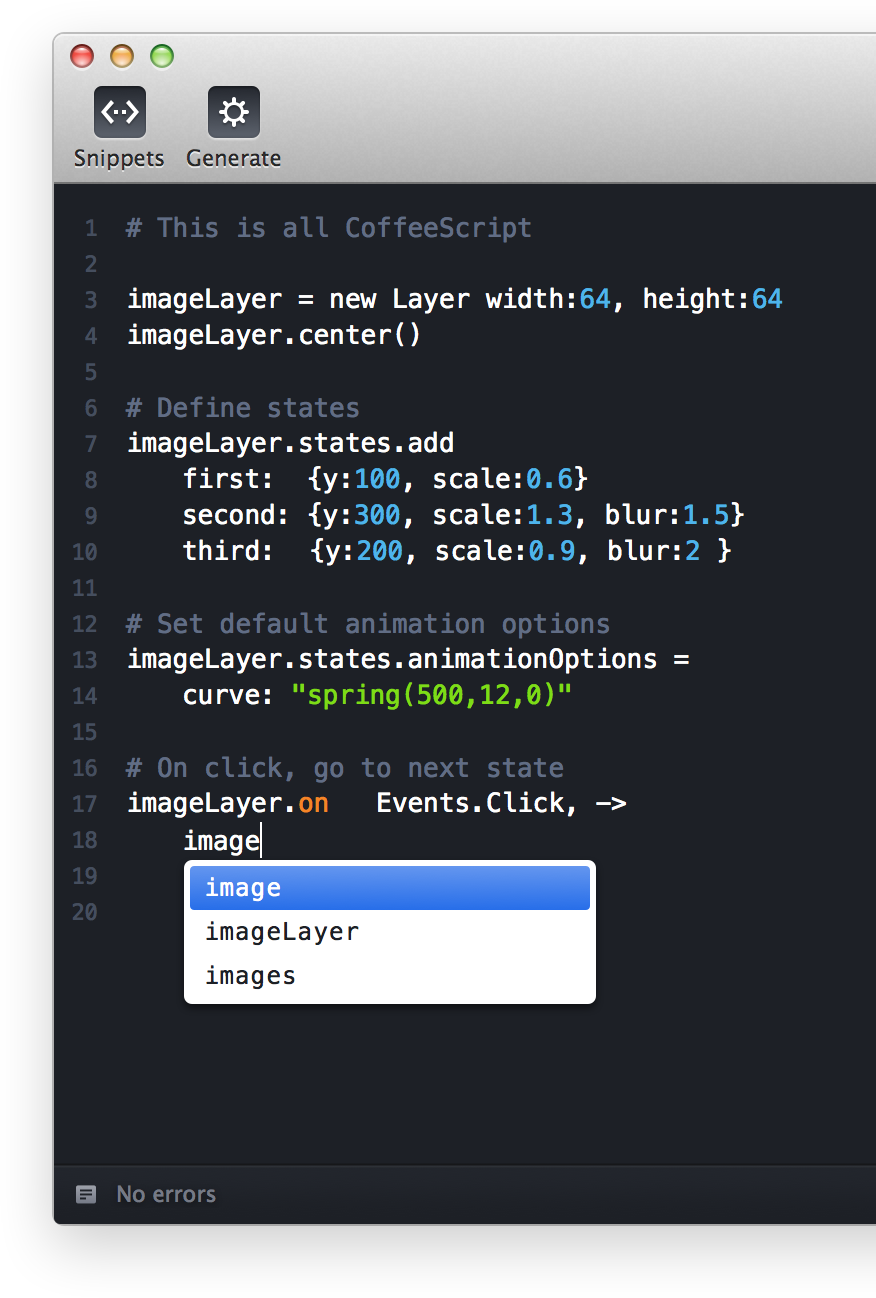 Snippets Generate
1 # This is all CoffeeScript
2
3 imageLayer = new Layer width:64, height:64
4 imageLayer.center()
5
6 # Define states
7 imageLayer.states.add
8 first:  {y:100, scale:0.6}
9 second: {y:300, scale:1.3, blur:1.5}
10 third:  {y:200, scale:0.9, blur:2 }
11
12 # Set default animation options
13 imageLayer.states.animationOptions =
14 curve: "spring(500,12,0)"
15
16 # On click, go to next state
17 imageLayer.on   Events.Click, ->
18 image
19 image
20 imageLayer
images
No errors